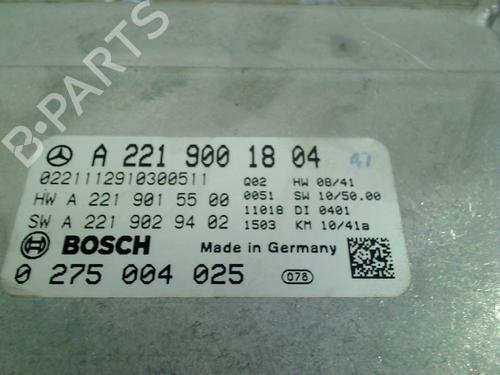 B-PARTS
A 221 900 18 04 47
0221112910300511 Q02 HW 08/41
HW A 221 901 55 00 0051 SW 10/50.00
11018 DI 0401
SW A 221 902 94 02 1503 KM 10/41a
BOSCH Made in Germany
0 275 004 025 078